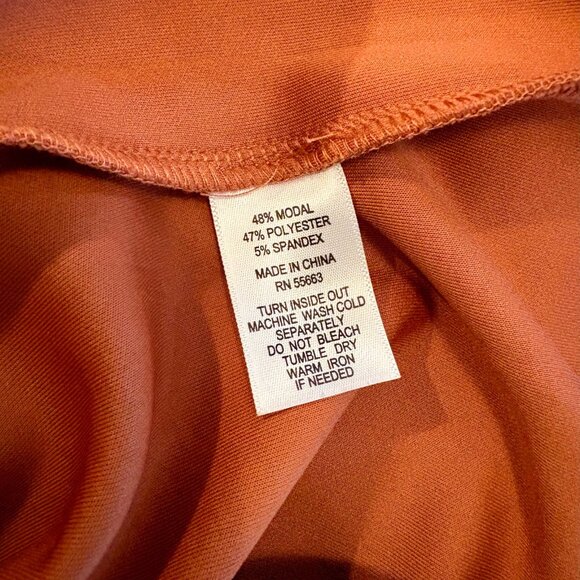 48% MODAL
47% POLYESTER
5% SPANDEX
MADE IN CHINA
RN 55663
TURN INSIDE OUT
MACHINE WASH COLD
SEPARATELY
DO NOT BLEACH
TUMBLE DRY
WARM IRON
IF NEEDED